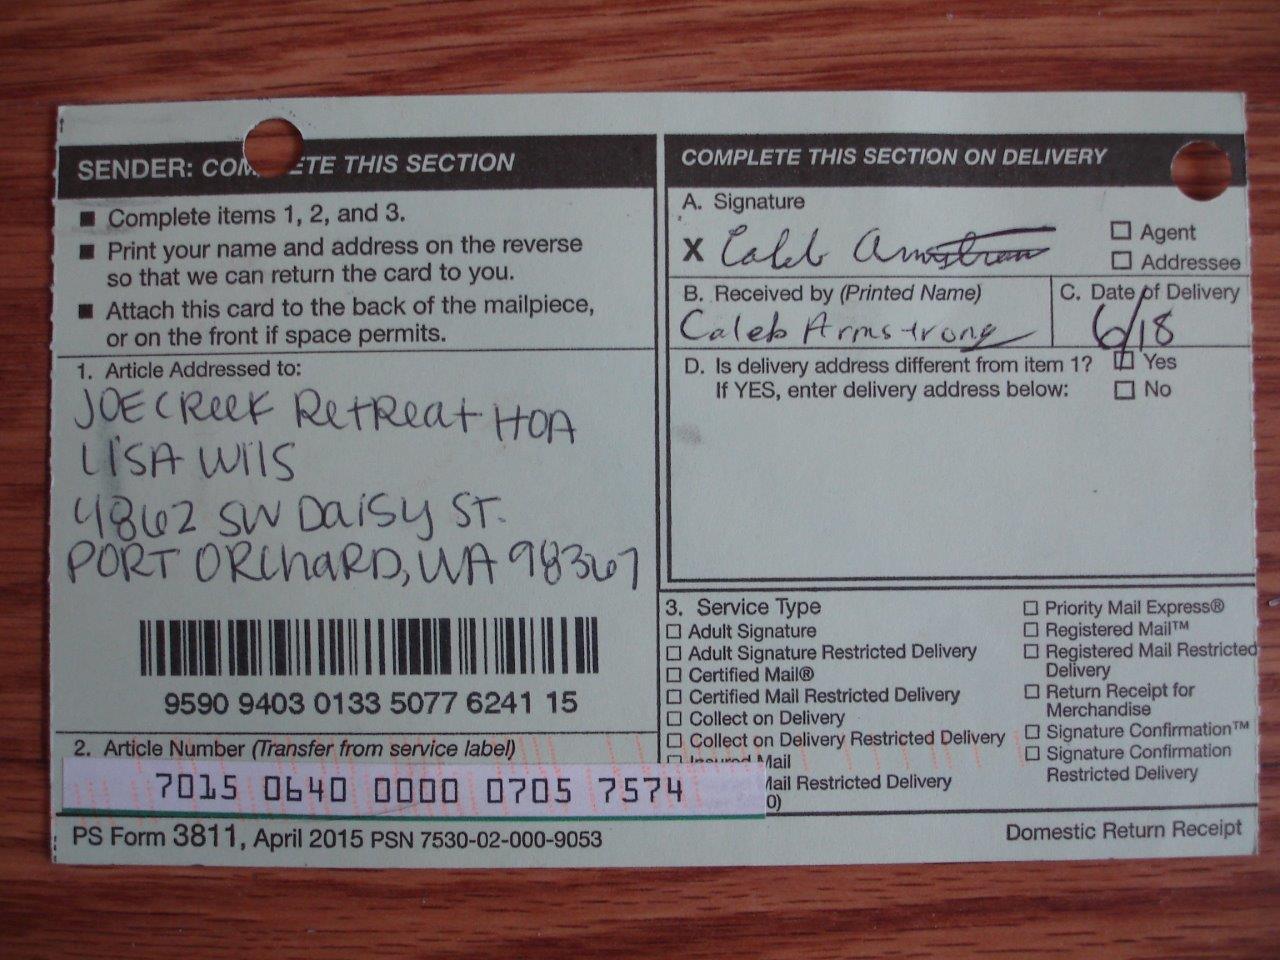 SENDER: COM ETE THIS SECTION
■ Complete items 1, 2, and 3.
■ Print your name and address on the reverse
so that we can return the card to you.
■ Attach this card to the back of the mailpiece,
or on the front if space permits.
1. Article Addressed to:
JOE CREEK RETREAT HOA
LISA WILS
4862 SW DAISY ST.
PORT ORCHARD, WA 98367
9590 9403 0133 5077 6241 15
2. Article Number (Transfer from service label)
7015 0640 0000 0705 7574
PS Form 3811, April 2015 PSN 7530-02-000-9053
COMPLETE THIS SECTION ON DELIVERY
A. Signature
X Caleb Armstrong
☐ Agent
☐ Addressee
B. Received by (Printed Name)
Caleb Armstrong
C. Date of Delivery
6/18
D. Is delivery address different from item 1? ☐ Yes
If YES, enter delivery address below: ☐ No
3. Service Type
☐ Adult Signature
☐ Adult Signature Restricted Delivery
☐ Certified Mail®
☐ Certified Mail Restricted Delivery
☐ Collect on Delivery
☐ Collect on Delivery Restricted Delivery
☐ Insured Mail
Mail Restricted Delivery
0)
☐ Priority Mail Express®
☐ Registered Mail™
☐ Registered Mail Restricted
Delivery
☐ Return Receipt for
Merchandise
☐ Signature Confirmation™
☐ Signature Confirmation
Restricted Delivery
Domestic Return Receipt